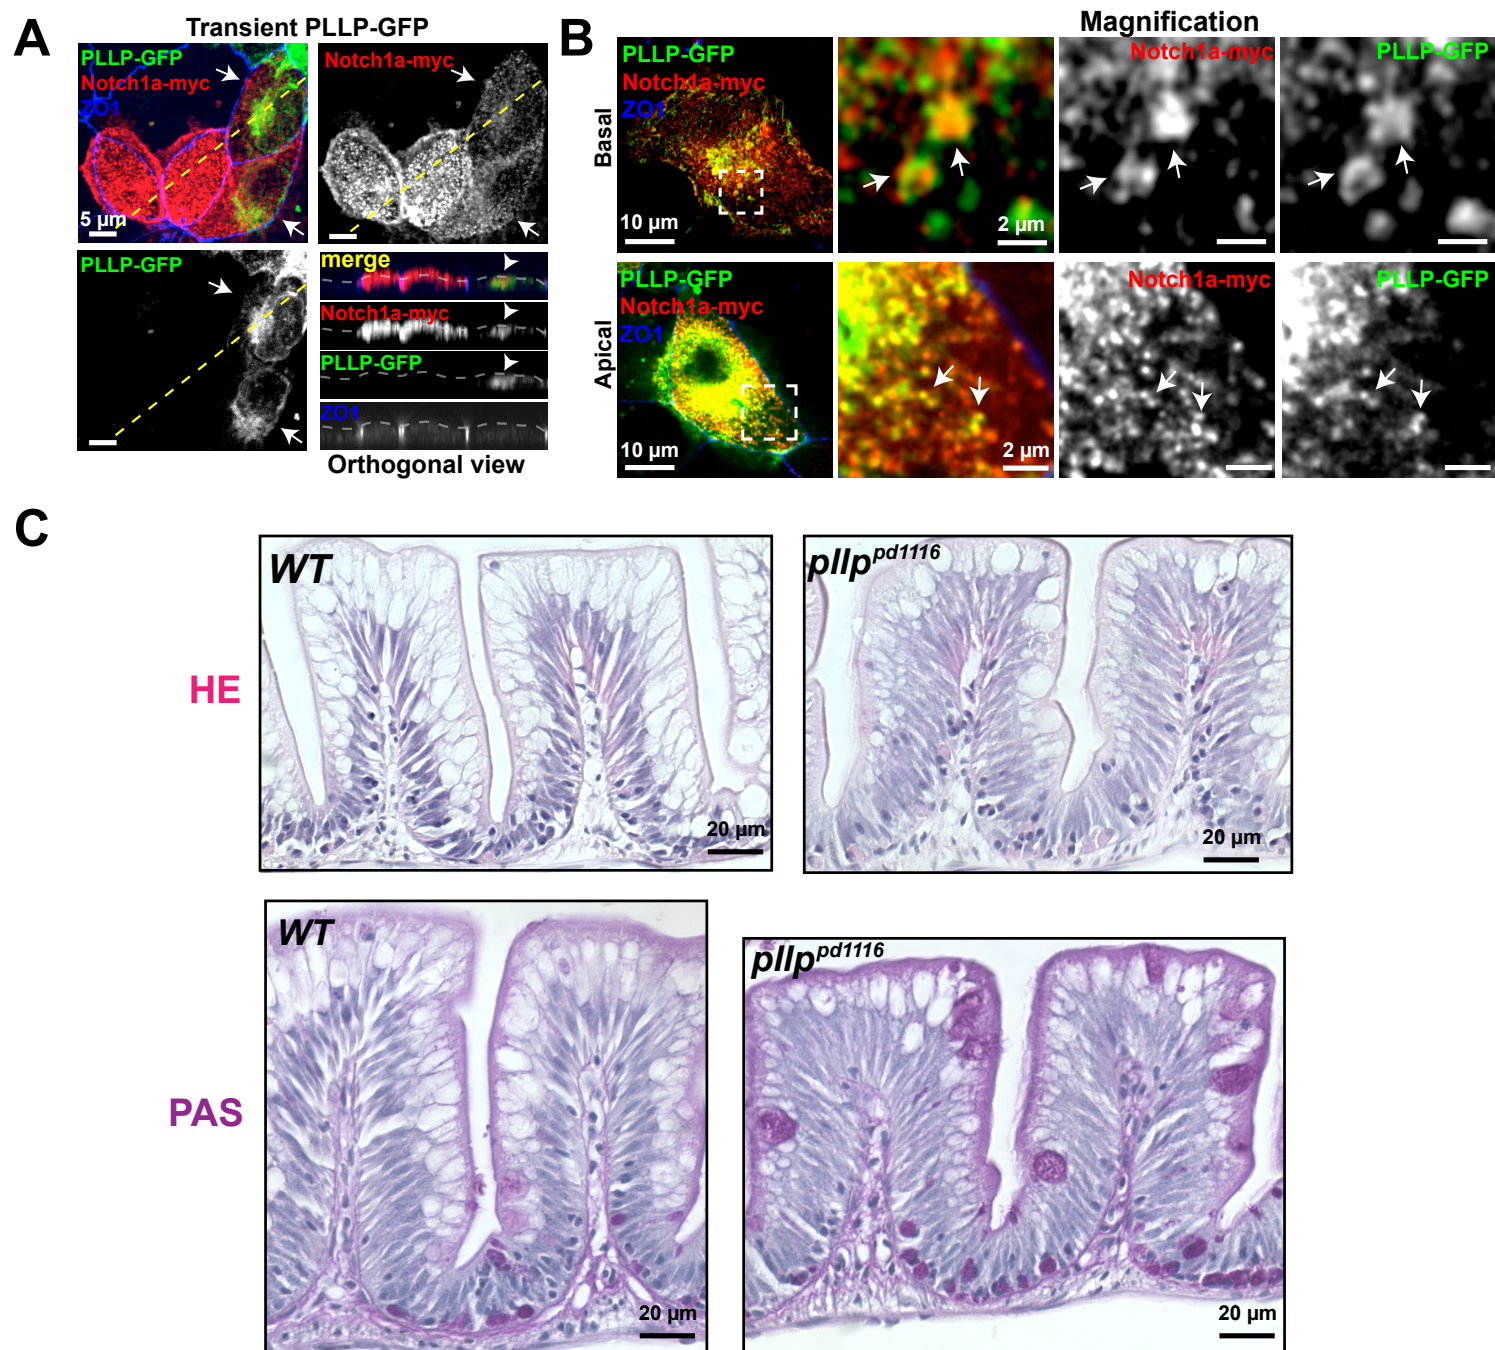 A
Transient PLLP-GFP
PLLP-GFP
Notch1a-myc
ZO1
5 µm
Notch1a-myc
PLLP-GFP
merge
Notch1a-myc
PLLP-GFP
ZO1
Orthogonal view
B
Magnification
Basal
PLLP-GFP
Notch1a-myc
ZO1
10 µm
2 µm
Notch1a-myc
PLLP-GFP
Apical
PLLP-GFP
Notch1a-myc
ZO1
10 µm
2 µm
Notch1a-myc
PLLP-GFP
C
HE
WT
20 µm
pllp^pd1116
20 µm
PAS
WT
20 µm
pllp^pd1116
20 µm